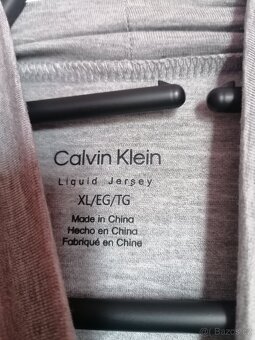 Calvin Klein
Liquid Jersey
XL/EG/TG
Made in China
Hecho en China
Fabriqué en Chine